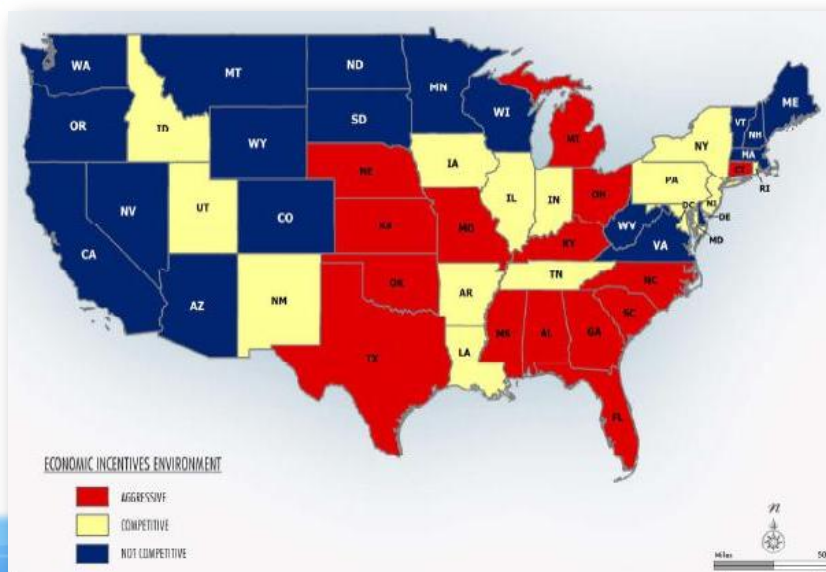 WA
MT
ND
MN
ME
OR
ID
SD
WI
MI
VT
NH
NY
MA
WY
CT
RI
NE
IA
PA
NV
UT
CO
IL
IN
OH
NJ
DC
DE
MD
CA
KS
MO
WV
VA
KY
AZ
NM
OK
AR
TN
NC
SC
TX
LA
MS
AL
GA
FL
ECONOMIC INCENTIVES ENVIRONMENT
AGGRESSIVE
COMPETITIVE
NOT COMPETITIVE
n
Miles